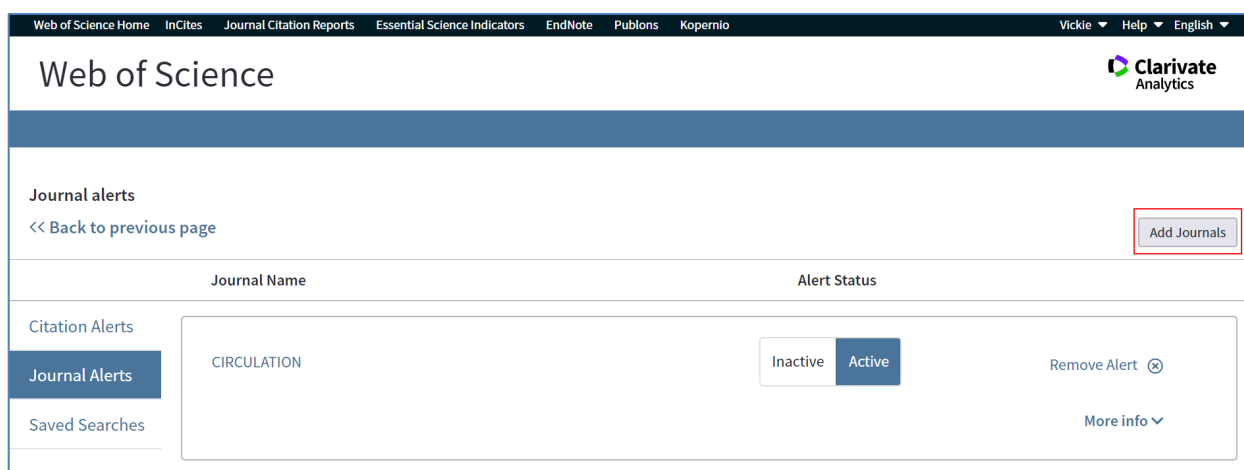 Web of Science Home InCites Journal Citation Reports Essential Science Indicators EndNote Publons Kopernio Vickie Help English
Web of Science
Clarivate
Analytics
Journal alerts
<< Back to previous page
Add Journals
Journal Name Alert Status
Citation Alerts
Journal Alerts
Saved Searches
CIRCULATION Inactive Active Remove Alert
More info